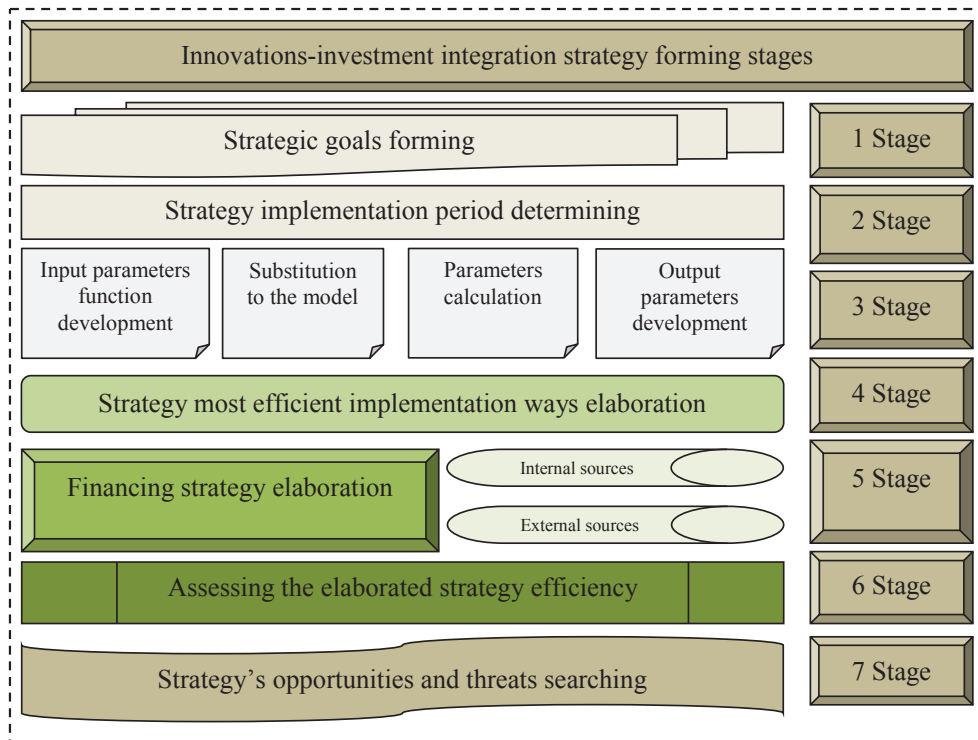 Innovations-investment integration strategy forming stages
Strategic goals forming
1 Stage
Strategy implementation period determining
2 Stage
Input parameters
function
development
Substitution
to the model
Parameters
calculation
Output
parameters
development
3 Stage
Strategy most efficient implementation ways elaboration
4 Stage
Financing strategy elaboration
Internal sources
External sources
5 Stage
Assessing the elaborated strategy efficiency
6 Stage
Strategy’s opportunities and threats searching
7 Stage